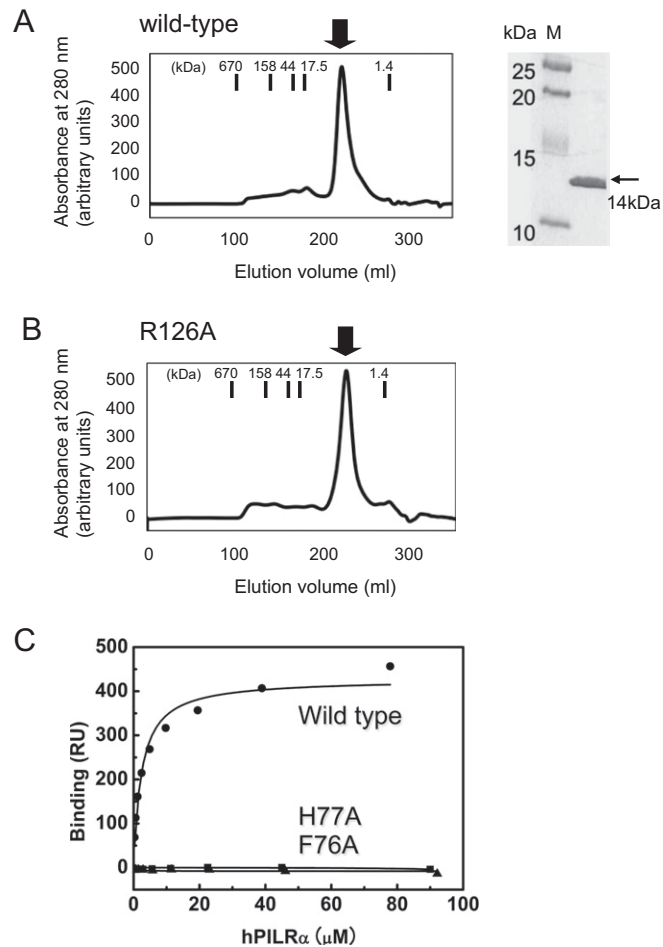 A
wild-type
(kDa) 670 158 44 17.5 1.4
Absorbance at 280 nm
(arbitrary units)
500
400
300
200
100
0
0 100 200 300
Elution volume (ml)
kDa M
25
20
15
10
14kDa
B
R126A
(kDa) 670 158 44 17.5 1.4
Absorbance at 280 nm
(arbitrary units)
500
400
300
200
100
0
0 100 200 300
Elution volume (ml)
C
Binding (RU)
500
400
300
200
100
0
Wild type
H77A
F76A
0 20 40 60 80 100
hPILRα (μM)